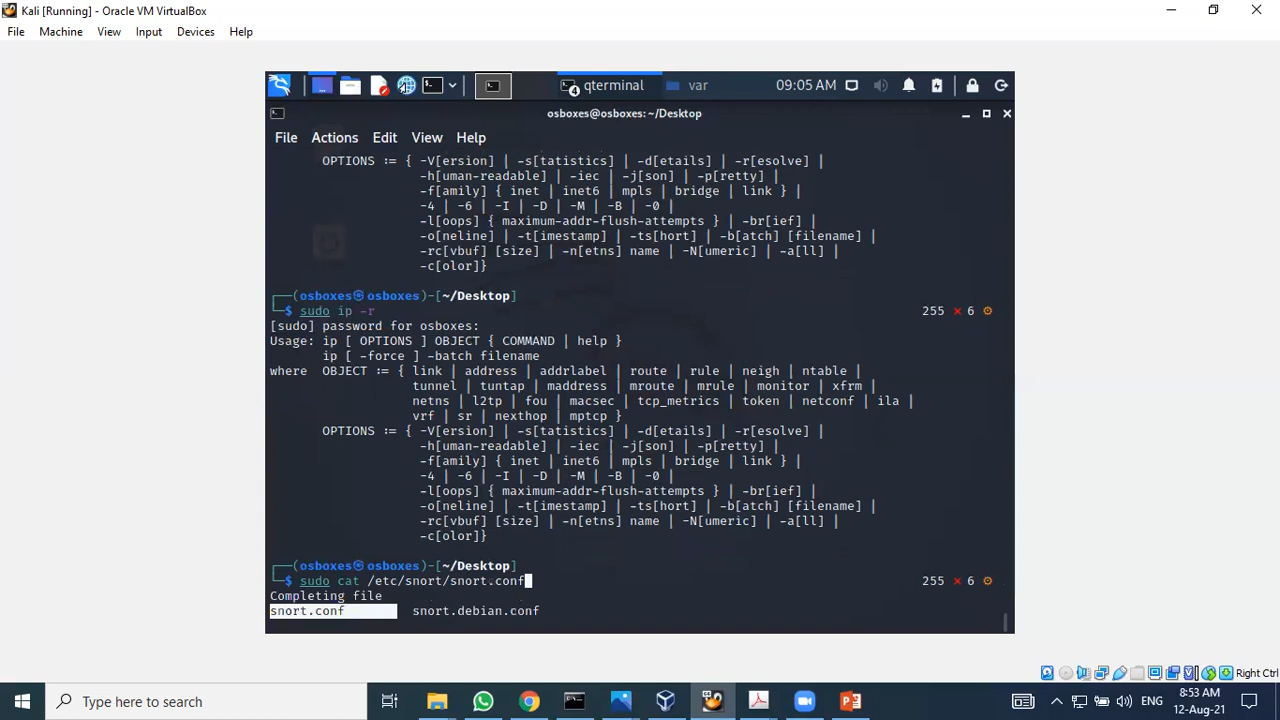 Kali [Running] - Oracle VM VirtualBox
File Machine View Input Devices Help
qterminal
4
var
09:05 AM
osboxes@osboxes: ~/Desktop
File Actions Edit View Help
OPTIONS := { -V[ersion] | -s[tatistics] | -d[etails] | -r[esolve] |
-h[uman-readable] | -iec | -j[son] | -p[retty] |
-f[amily] { inet | inet6 | mpls | bridge | link } |
-4 | -6 | -I | -D | -M | -B | -0 |
-l[oops] { maximum-addr-flush-attempts } | -br[ief] |
-o[neline] | -t[imestamp] | -ts[hort] | -b[atch] [filename] |
-rc[vbuf] [size] | -n[etns] name | -N[umeric] | -a[ll] |
-c[olor]}
┌──(osboxes㉿osboxes)-[~/Desktop]
└─$ sudo ip -r 255 ⨯ 6 ⚙
[sudo] password for osboxes:
Usage: ip [ OPTIONS ] OBJECT { COMMAND | help }
ip [ -force ] -batch filename
where OBJECT := { link | address | addrlabel | route | rule | neigh | ntable |
tunnel | tuntap | maddress | mroute | mrule | monitor | xfrm |
netns | l2tp | fou | macsec | tcp_metrics | token | netconf | ila |
vrf | sr | nexthop | mptcp }
OPTIONS := { -V[ersion] | -s[tatistics] | -d[etails] | -r[esolve] |
-h[uman-readable] | -iec | -j[son] | -p[retty] |
-f[amily] { inet | inet6 | mpls | bridge | link } |
-4 | -6 | -I | -D | -M | -B | -0 |
-l[oops] { maximum-addr-flush-attempts } | -br[ief] |
-o[neline] | -t[imestamp] | -ts[hort] | -b[atch] [filename] |
-rc[vbuf] [size] | -n[etns] name | -N[umeric] | -a[ll] |
-c[olor]}
┌──(osboxes㉿osboxes)-[~/Desktop]
└─$ sudo cat /etc/snort/snort.conf 255 ⨯ 6 ⚙
Completing file
snort.conf snort.debian.conf
Right Ctrl
Type here to search
ENG
8:53 AM
12-Aug-21